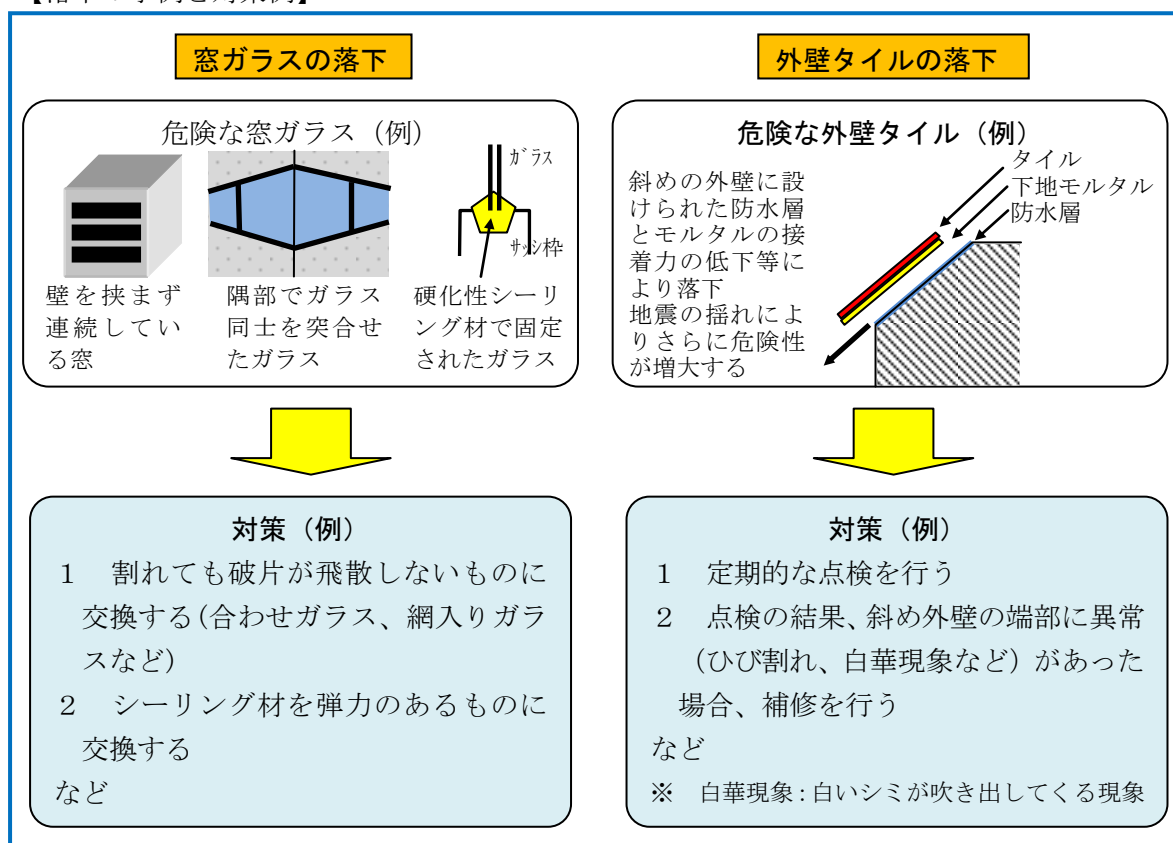 窓ガラスの落下
危険な窓ガラス（例）
ガラス
サッシ枠
壁を挟まず
連続してい
る窓
隅部でガラス
同士を突合せ
たガラス
硬化性シーリ
ング材で固定
されたガラス
対策（例）
１　割れても破片が飛散しないものに
交換する（合わせガラス、網入りガラ
スなど）
２　シーリング材を弾力のあるものに
交換する
など
外壁タイルの落下
危険な外壁タイル（例）
タイル
下地モルタル
防水層
斜めの外壁に設
けられた防水層
とモルタルの接
着力の低下等に
より落下
地震の揺れによ
りさらに危険性
が増大する
対策（例）
１　定期的な点検を行う
２　点検の結果、斜め外壁の端部に異常
（ひび割れ、白華現象など）があった
場合、補修を行う
など
※　白華現象：白いシミが吹き出してくる現象